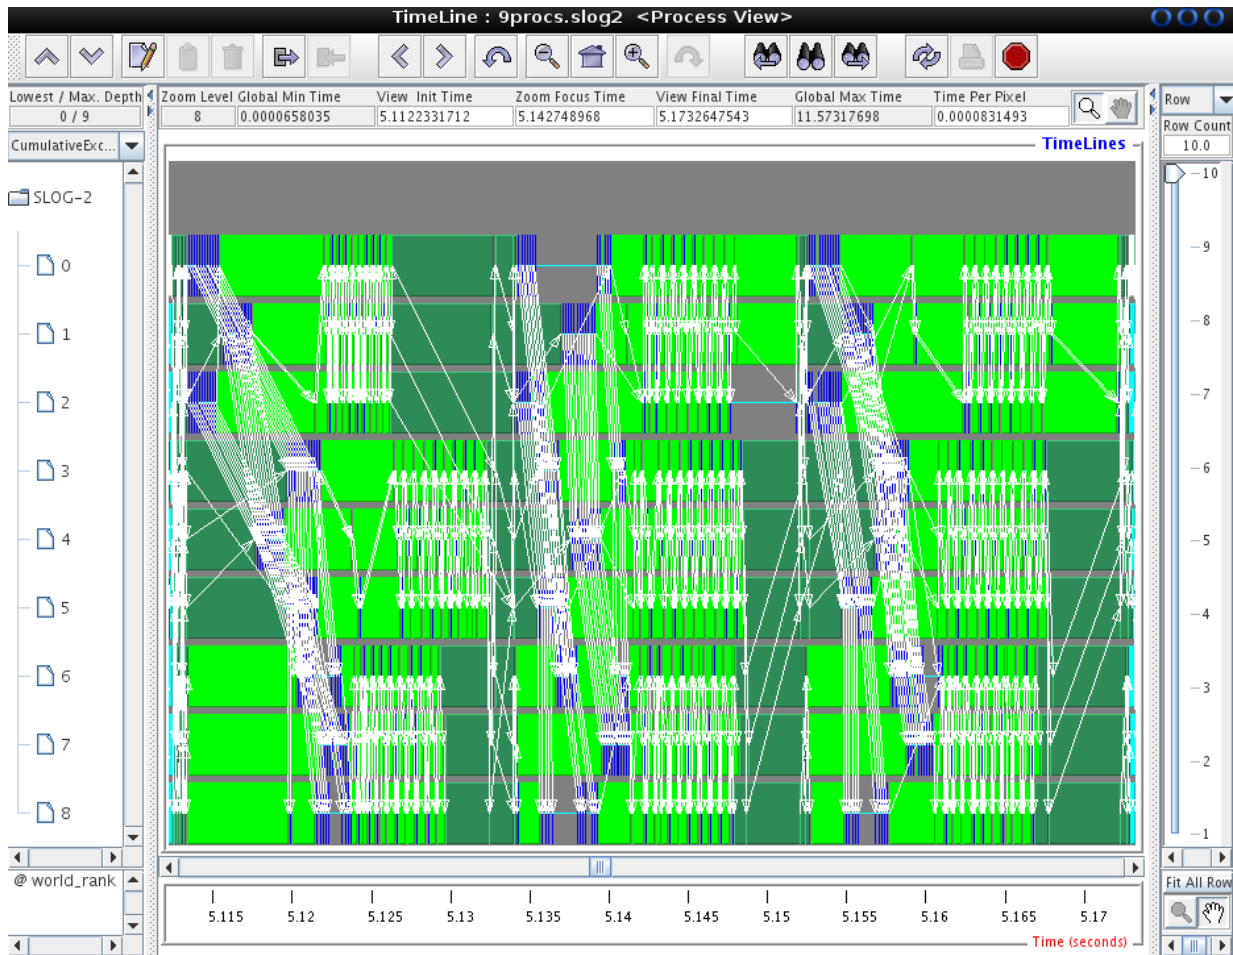 TimeLine : 9procs.slog2 <Process View>
Lowest / Max. Depth
0 / 9
CumulativeExc...
Zoom Level Global Min Time View Init Time Zoom Focus Time View Final Time Global Max Time Time Per Pixel
8 0.0000658035 5.1122331712 5.142748968 5.1732647543 11.57317698 0.0000831493
Row
Row Count
10.0
TimeLines
SLOG-2
0
1
2
3
4
5
6
7
8
10
9
8
7
6
5
4
3
2
1
@ world_rank
Fit All Row
5.115 5.12 5.125 5.13 5.135 5.14 5.145 5.15 5.155 5.16 5.165 5.17
Time (seconds)